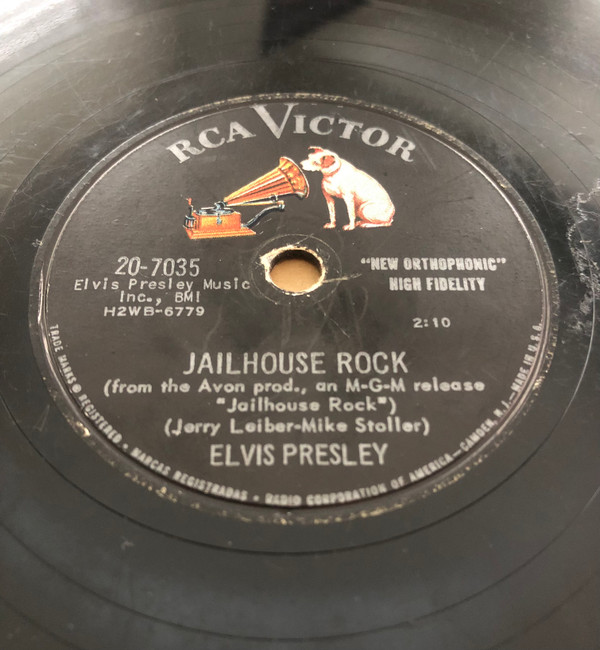 RCA VICTOR
20-7035
Elvis Presley Music
Inc., BMI
H2WB-6779
"NEW ORTHOPHONIC"
HIGH FIDELITY
2:10
JAILHOUSE ROCK
(from the Avon prod., an M-G-M release
"Jailhouse Rock")
(Jerry Leiber-Mike Stoller)
ELVIS PRESLEY
TRADE MARKS ® REGISTERED • MARCAS REGISTRADAS • RADIO CORPORATION OF AMERICA—CAMDEN, N.J.—MADE IN U.S.A.